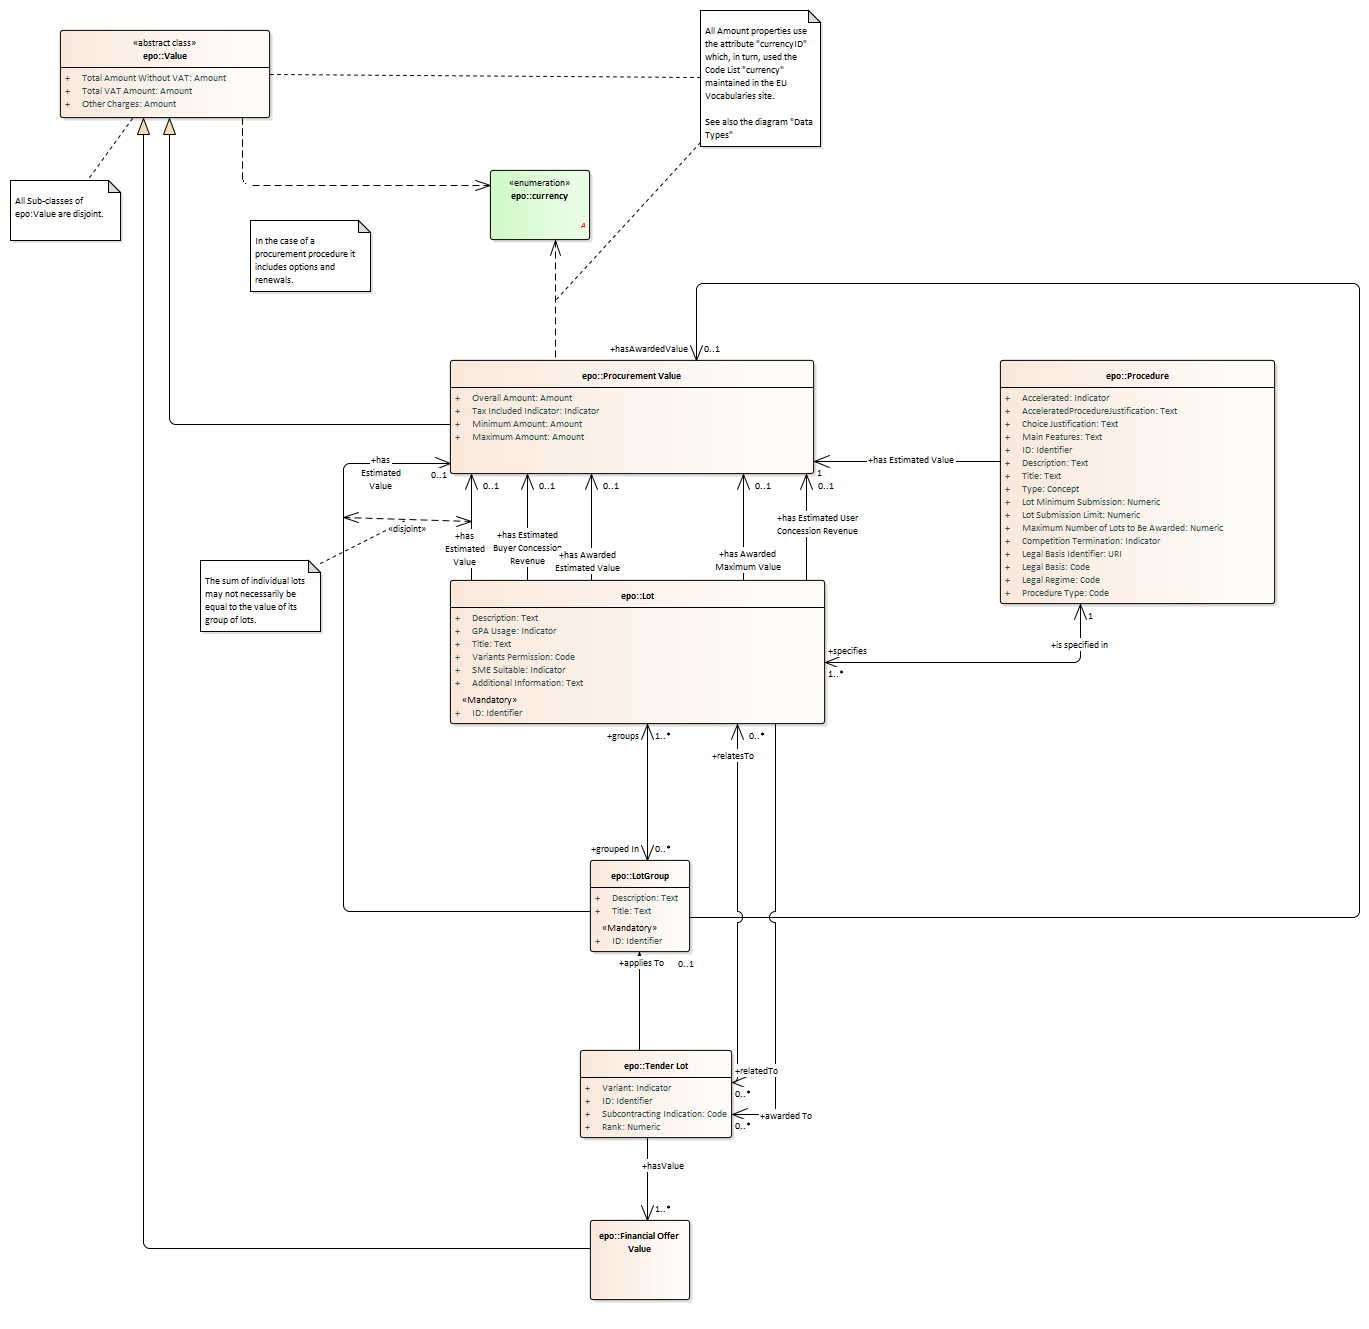 «abstract class»
epo::Value
+ Total Amount Without VAT: Amount
+ Total VAT Amount: Amount
+ Other Charges: Amount
All Amount properties use
the attribute "currencyID"
which, in turn, used the
Code List "currency"
maintained in the EU
Vocabularies site.
See also the diagram "Data
Types"
All Sub-classes of
epo:Value are disjoint.
«enumeration»
epo::currency
A
In the case of a
procurement procedure it
includes options and
renewals.
+hasAwardedValue
0..1
epo::Procurement Value
+ Overall Amount: Amount
+ Tax Included Indicator: Indicator
+ Minimum Amount: Amount
+ Maximum Amount: Amount
epo::Procedure
+ Accelerated: Indicator
+ AcceleratedProcedureJustification: Text
+ Choice Justification: Text
+ Main Features: Text
+ ID: Identifier
+ Description: Text
+ Title: Text
+ Type: Concept
+ Lot Minimum Submission: Numeric
+ Lot Submission Limit: Numeric
+ Maximum Number of Lots to Be Awarded: Numeric
+ Competition Termination: Indicator
+ Legal Basis Identifier: URI
+ Legal Basis: Code
+ Legal Regime: Code
+ Procedure Type: Code
+has Estimated Value
1
+has
Estimated
Value
0..1
0..1
0..1
0..1
0..1
0..1
«disjoint»
+has
Estimated
Value
+has Estimated
Buyer Concession
Revenue
+has Awarded
Estimated Value
+has Awarded
Maximum Value
+has Estimated User
Concession Revenue
The sum of individual lots
may not necessarily be
equal to the value of its
group of lots.
epo::Lot
+ Description: Text
+ GPA Usage: Indicator
+ Title: Text
+ Variants Permission: Code
+ SME Suitable: Indicator
+ Additional Information: Text
«Mandatory»
+ ID: Identifier
+specifies
1..*
+is specified in
1
+groups
1..*
0..*
+relatesTo
+grouped In
0..*
epo::LotGroup
+ Description: Text
+ Title: Text
«Mandatory»
+ ID: Identifier
+applies To
0..1
epo::Tender Lot
+ Variant: Indicator
+ ID: Identifier
+ Subcontracting Indication: Code
+ Rank: Numeric
+relatedTo
0..*
+awarded To
0..*
+hasValue
1..*
epo::Financial Offer
Value